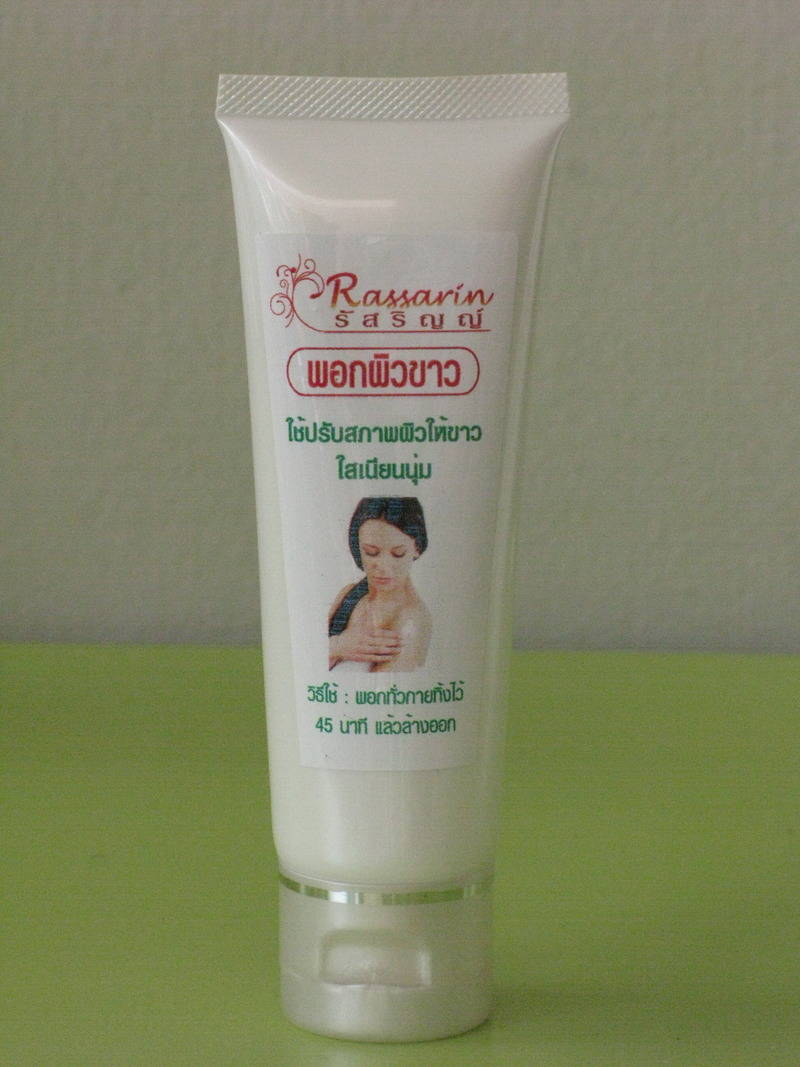 Rassarin
รัสริญญ์
พอกผิวขาว
ใช้ปรับสภาพผิวให้ขาว
ใสเนียนนุ่ม
วิธีใช้ : พอกทั่วกายทิ้งไว้
45 นาที แล้วล้างออก